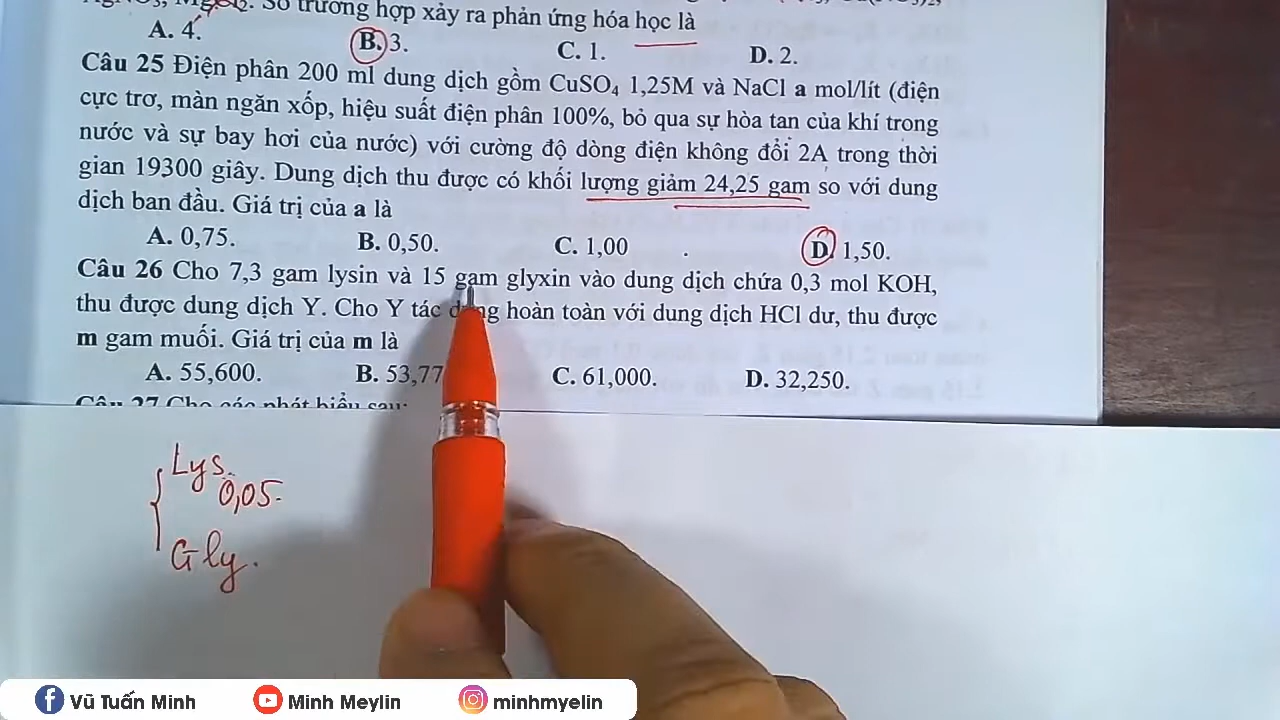 Số trường hợp xảy ra phản ứng hóa học là
A. 4. B. 3. C. 1. D. 2.
Câu 25 Điện phân 200 ml dung dịch gồm CuSO₄ 1,25M và NaCl a mol/lít (điện
cực trơ, màn ngăn xốp, hiệu suất điện phân 100%, bỏ qua sự hòa tan của khí trong
nước và sự bay hơi của nước) với cường độ dòng điện không đổi 2A trong thời
gian 19300 giây. Dung dịch thu được có khối lượng giảm 24,25 gam so với dung
dịch ban đầu. Giá trị của a là
A. 0,75. B. 0,50. C. 1,00 . D. 1,50.
Câu 26 Cho 7,3 gam lysin và 15 gam glyxin vào dung dịch chứa 0,3 mol KOH,
thu được dung dịch Y. Cho Y tác hoàn toàn với dung dịch HCl dư, thu được
m gam muối. Giá trị của m là
A. 55,600. B. 53,77 C. 61,000. D. 32,250.
Câu 27 Cho các phát biểu sau:
Lys
0,05.
Gly.
Vũ Tuấn Minh Minh Meylin minhmyelin